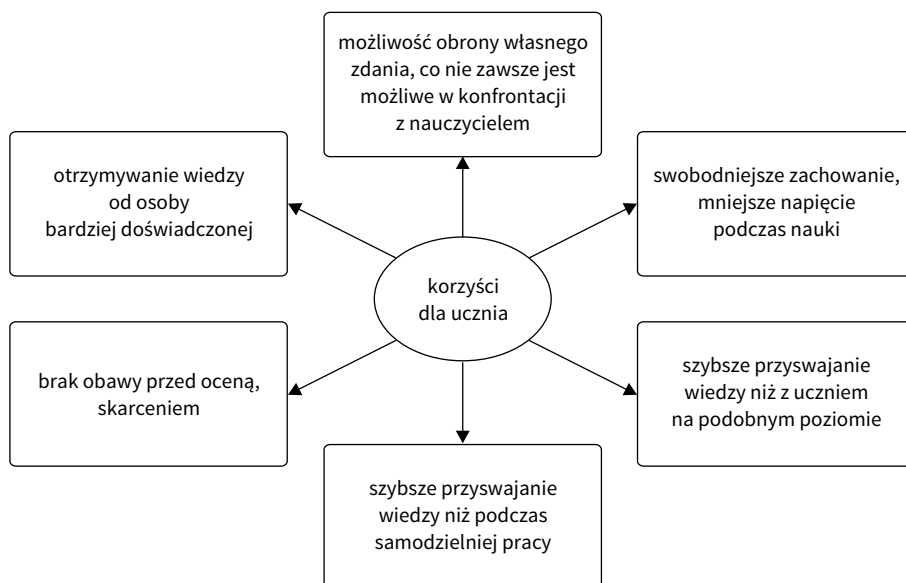 możliwość obrony własnego
zdania, co nie zawsze jest
możliwe w konfrontacji
z nauczycielem
otrzymywanie wiedzy
od osoby
bardziej doświadczonej
swobodniejsze zachowanie,
mniejsze napięcie
podczas nauki
korzyści
dla ucznia
brak obawy przed oceną,
skarceniem
szybsze przyswajanie
wiedzy niż z uczniem
na podobnym poziomie
szybsze przyswajanie
wiedzy niż podczas
samodzielniej pracy